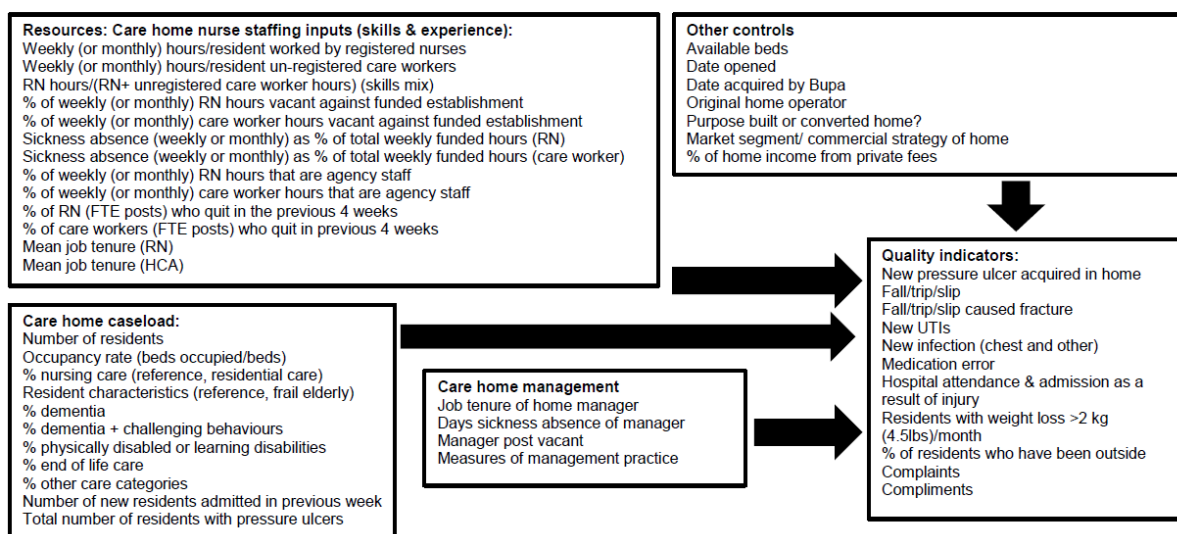 Resources: Care home nurse staffing inputs (skills & experience):
Weekly (or monthly) hours/resident worked by registered nurses
Weekly (or monthly) hours/resident un-registered care workers
RN hours/(RN+ unregistered care worker hours) (skills mix)
% of weekly (or monthly) RN hours vacant against funded establishment
% of weekly (or monthly) care worker hours vacant against funded establishment
Sickness absence (weekly or monthly) as % of total weekly funded hours (RN)
Sickness absence (weekly or monthly) as % of total weekly funded hours (care worker)
% of weekly (or monthly) RN hours that are agency staff
% of weekly (or monthly) care worker hours that are agency staff
% of RN (FTE posts) who quit in the previous 4 weeks
% of care workers (FTE posts) who quit in previous 4 weeks
Mean job tenure (RN)
Mean job tenure (HCA)
Other controls
Available beds
Date opened
Date acquired by Bupa
Original home operator
Purpose built or converted home?
Market segment/ commercial strategy of home
% of home income from private fees
Care home caseload:
Number of residents
Occupancy rate (beds occupied/beds)
% nursing care (reference, residential care)
Resident characteristics (reference, frail elderly)
% dementia
% dementia + challenging behaviours
% physically disabled or learning disabilities
% end of life care
% other care categories
Number of new residents admitted in previous week
Total number of residents with pressure ulcers
Care home management
Job tenure of home manager
Days sickness absence of manager
Manager post vacant
Measures of management practice
Quality indicators:
New pressure ulcer acquired in home
Fall/trip/slip
Fall/trip/slip caused fracture
New UTIs
New infection (chest and other)
Medication error
Hospital attendance & admission as a
result of injury
Residents with weight loss >2 kg
(4.5lbs)/month
% of residents who have been outside
Complaints
Compliments